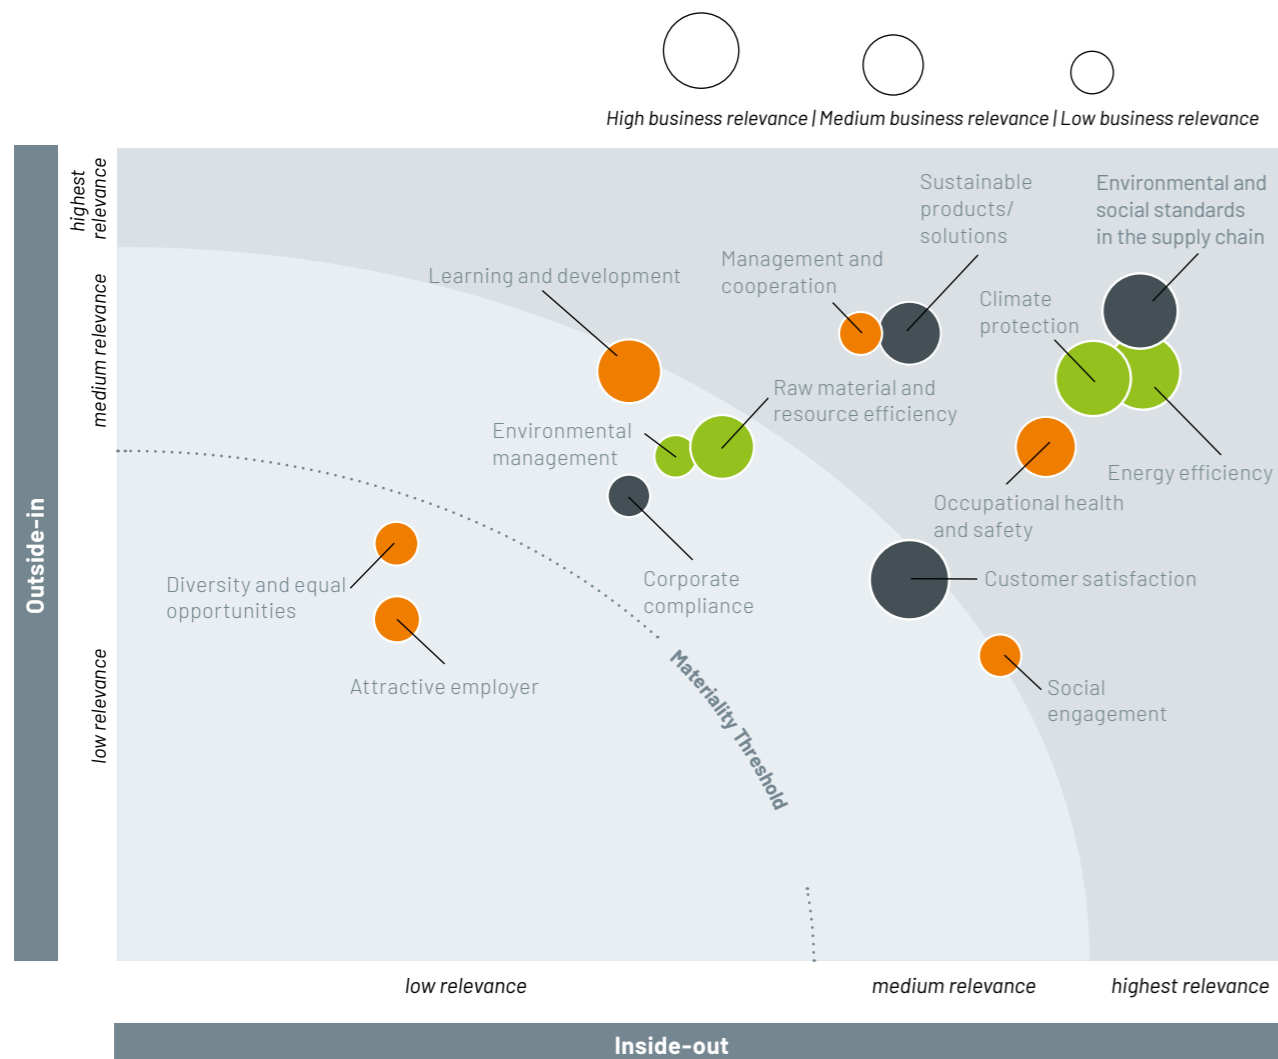 High business relevance | Medium business relevance | Low business relevance
highest
relevance
medium relevance
low relevance
Outside-in
Sustainable
products/
solutions
Environmental and
social standards
in the supply chain
Management and
cooperation
Learning and development
Climate
protection
Raw material and
resource efficiency
Environmental
management
Energy efficiency
Occupational health
and safety
Corporate
compliance
Customer satisfaction
Diversity and equal
opportunities
Attractive employer
Social
engagement
Materiality Threshold
low relevance
medium relevance
highest relevance
Inside-out